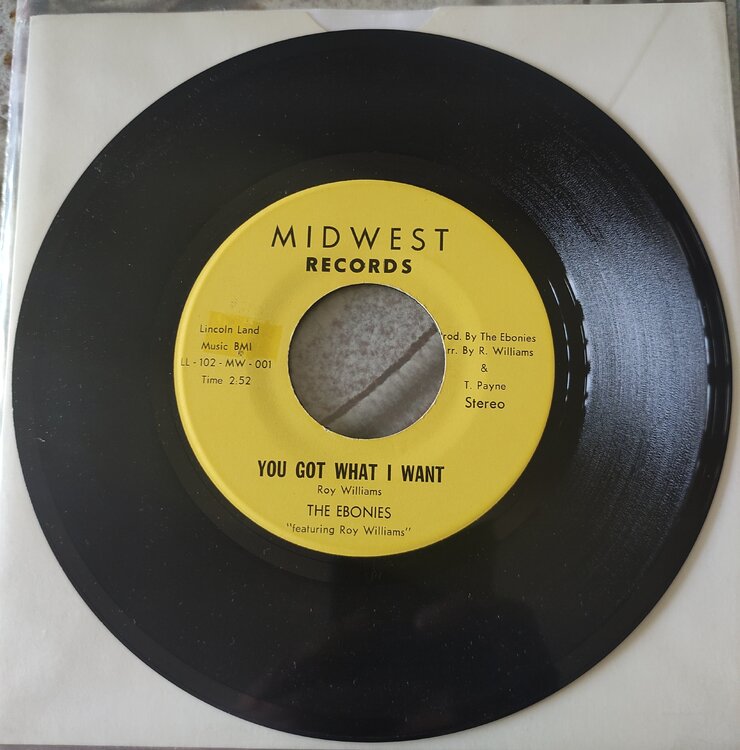 MIDWEST
RECORDS
Lincoln Land
Music BMI
LL - 102 - MW - 001
Time 2:52
rod. By The Ebonies
rr. By R. Williams
&
T. Payne
Stereo
YOU GOT WHAT I WANT
Roy Williams
THE EBONIES
"featuring Roy Williams"